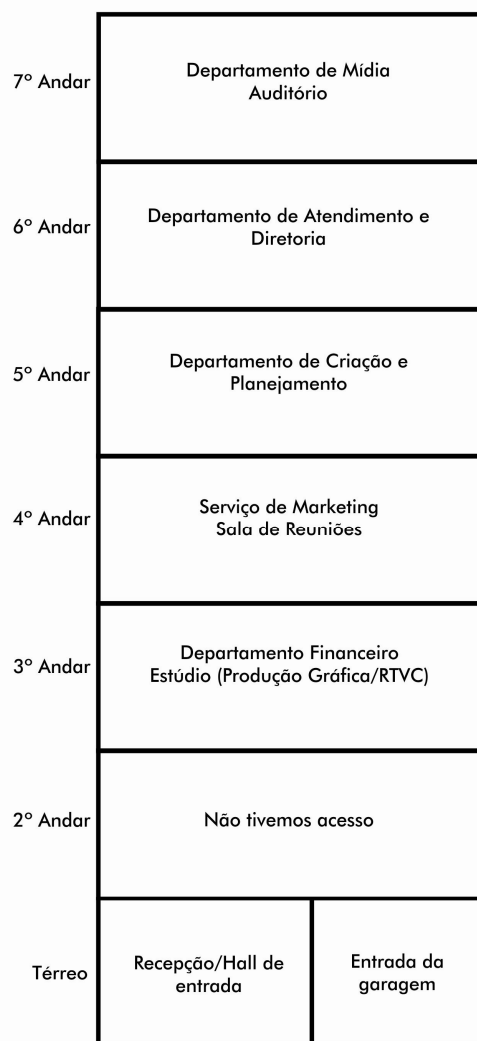 7º Andar
Departamento de Mídia
Auditório
6º Andar
Departamento de Atendimento e
Diretoria
5º Andar
Departamento de Criação e
Planejamento
4º Andar
Serviço de Marketing
Sala de Reuniões
3º Andar
Departamento Financeiro
Estúdio (Produção Gráfica/RTVC)
2º Andar
Não tivemos acesso
Térreo
Recepção/Hall de
entrada
Entrada da
garagem